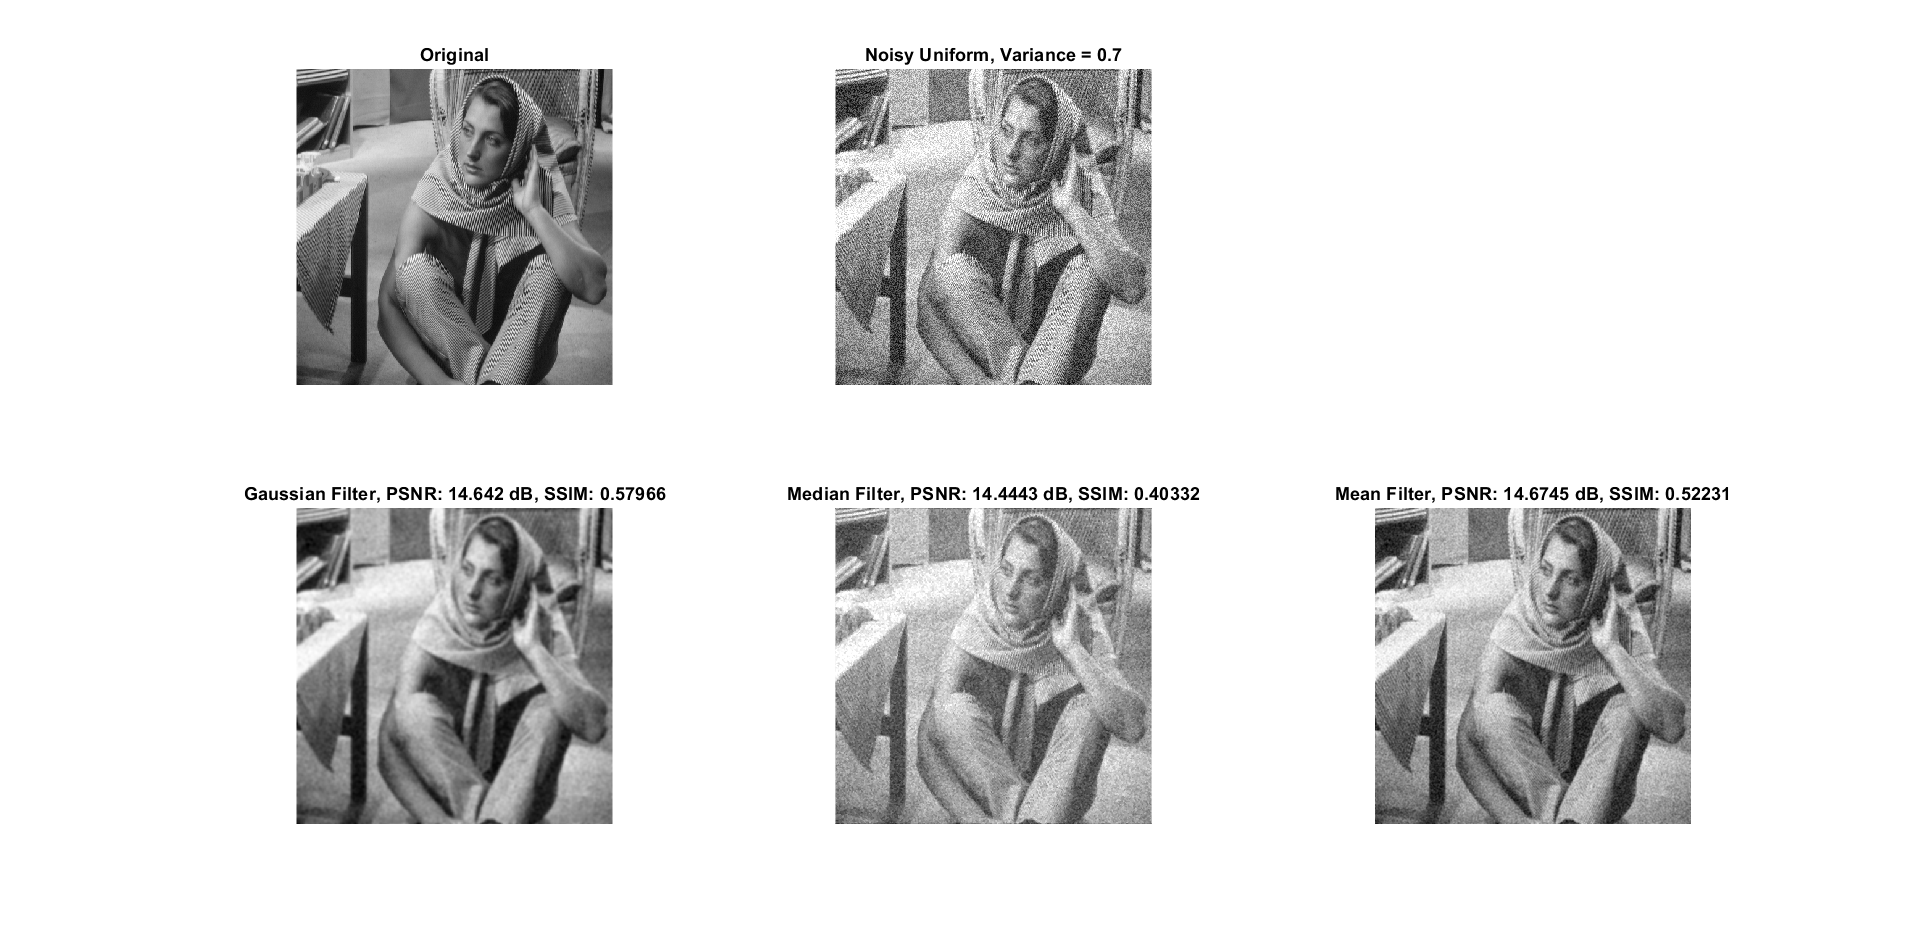 Original
Noisy Uniform, Variance = 0.7
Gaussian Filter, PSNR: 14.642 dB, SSIM: 0.57966
Median Filter, PSNR: 14.4443 dB, SSIM: 0.40332
Mean Filter, PSNR: 14.6745 dB, SSIM: 0.52231